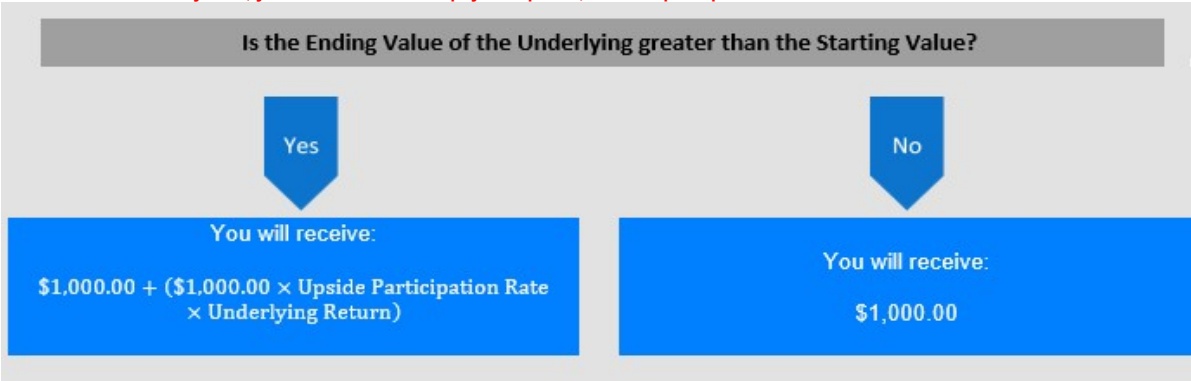 Is the Ending Value of the Underlying greater than the Starting Value?
Yes
No
You will receive:
$1,000.00 + ($1,000.00 × Upside Participation Rate
× Underlying Return)
You will receive:
$1,000.00